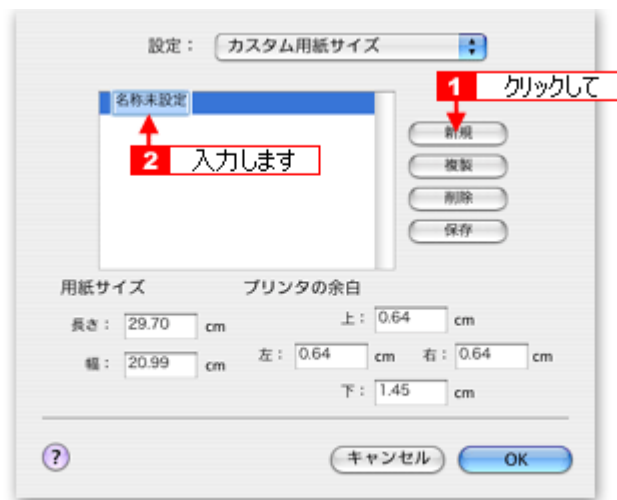 設定： カスタム用紙サイズ
名称未設定
1 クリックして
新規
2 入力します
複製
削除
保存
用紙サイズ
プリンタの余白
長さ： 29.70 cm
上： 0.64 cm
幅： 20.99 cm
左： 0.64 cm 右： 0.64 cm
下： 1.45 cm
? キャンセル OK